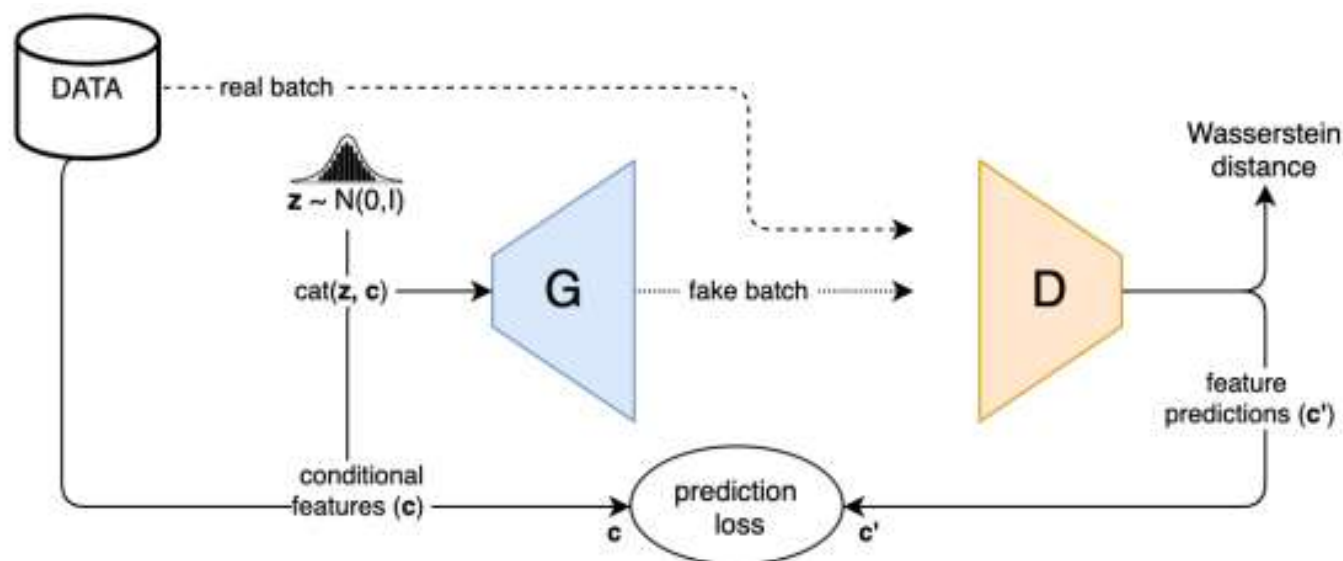 DATA
real batch
Wasserstein
distance
z ~ N(0,I)
cat(z, c)
G
fake batch
D
feature
predictions (c')
conditional
features (c)
prediction
loss
c
c'